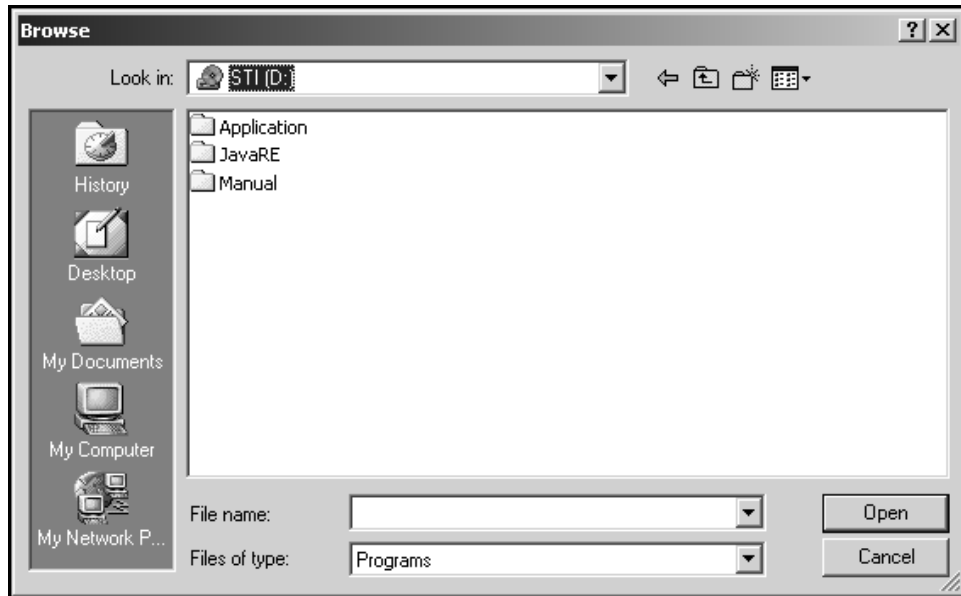 Browse
Look in: STI (D:)
Application
JavaRE
Manual
History
Desktop
My Documents
My Computer
My Network P...
File name:
Open
Files of type: Programs
Cancel